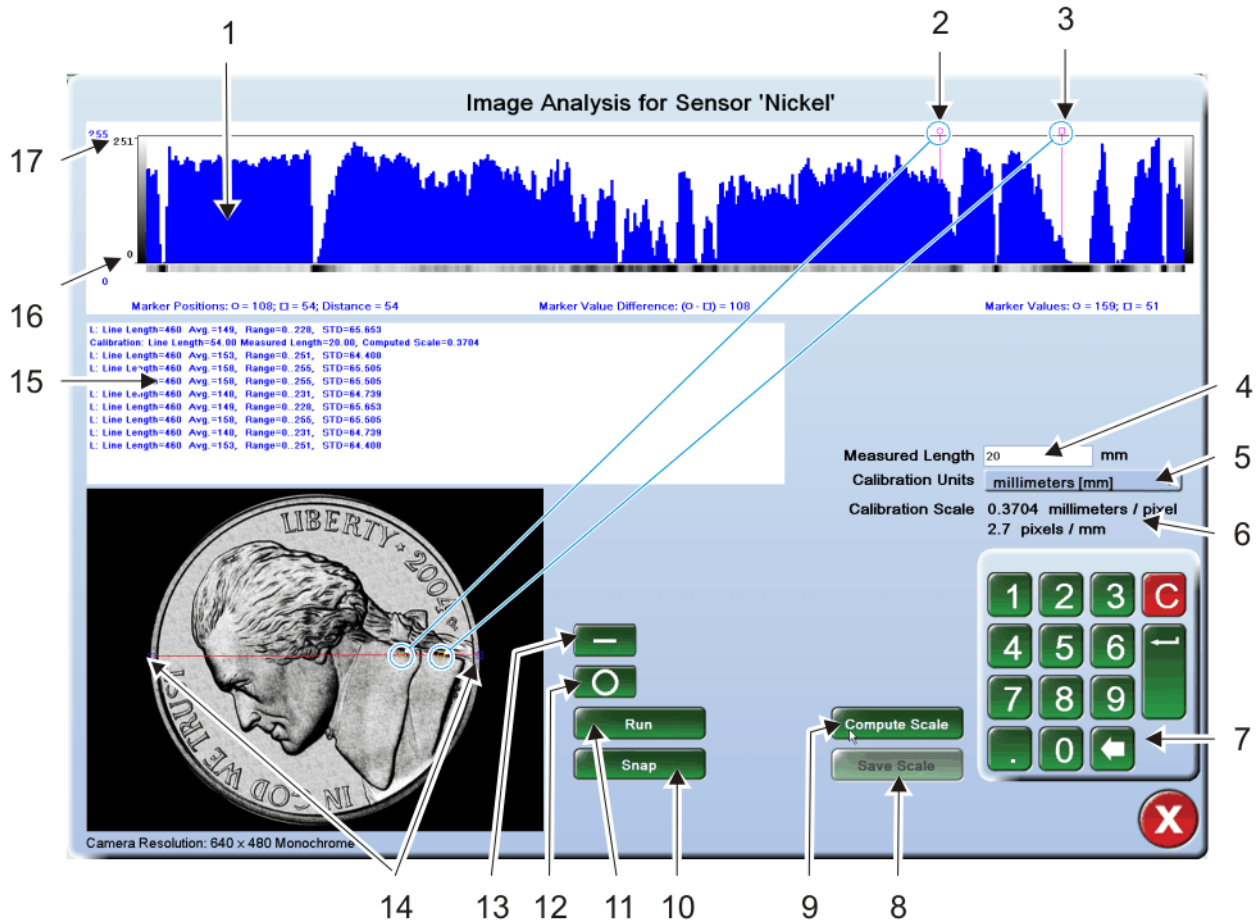 1
2
3
Image Analysis for Sensor 'Nickel'
255
251
17
0
0
16
Marker Positions: O = 108; □ = 54; Distance = 54
Marker Value Difference: (O - □) = 108
Marker Values: O = 159; □ = 51
L: Line Length=460 Avg.=149, Range=0..228, STD=65.653
Calibration: Line Length=54.00 Measured Length=20.00, Computed Scale=0.3704
L: Line Length=460 Avg.=153, Range=0..251, STD=64.408
L: Line Length=460 Avg.=158, Range=0..255, STD=65.505
=460 Avg.=158, Range=0..255, STD=65.505
L: Line Length=460 Avg.=148, Range=0..231, STD=64.739
L: Line Length=460 Avg.=149, Range=0..228, STD=65.653
L: Line Length=460 Avg.=158, Range=0..255, STD=65.505
L: Line Length=460 Avg.=148, Range=0..231, STD=64.739
L: Line Length=460 Avg.=153, Range=0..251, STD=64.408
15
4
Measured Length 20 mm
5
Calibration Units millimeters [mm]
Calibration Scale 0.3704 millimeters / pixel
2.7 pixels / mm
6
LIBERTY 2004 P
IN GOD WE TRUST
1 2 3 C
4 5 6
7 8 9
. 0
7
O
Run
Snap
Compute Scale
Save Scale
X
Camera Resolution: 640 x 480 Monochrome
14
13
12
11
10
9
8